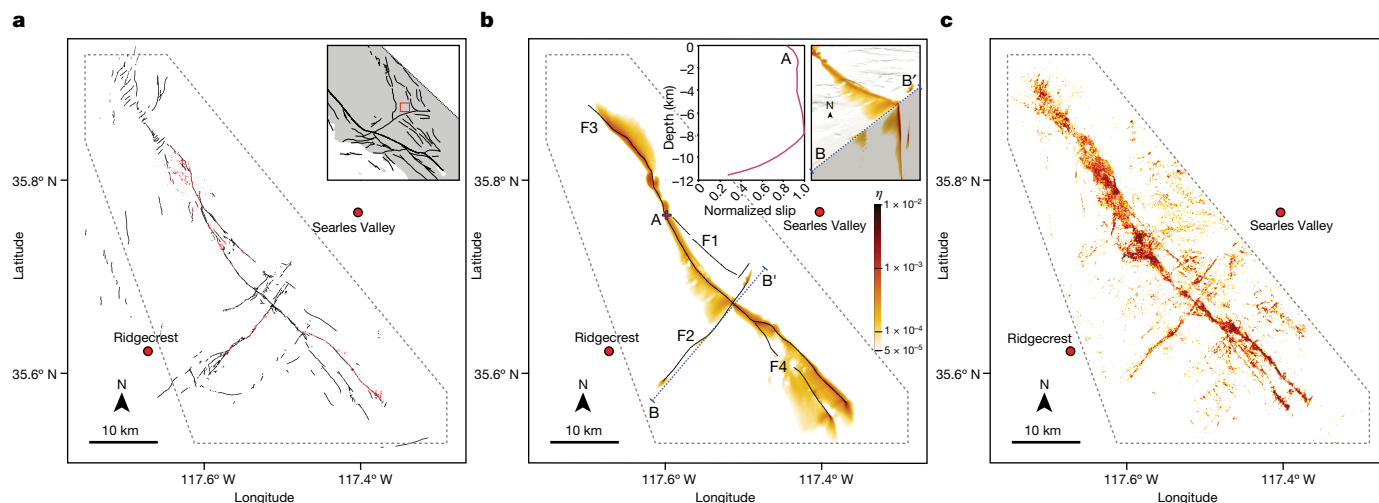 a
35.8° N
35.6° N
Latitude
Searles Valley
Ridgecrest
N
10 km
117.6° W
117.4° W
Longitude
b
Latitude
F3
A
F1
F2
F4
B
B'
Ridgecrest
Searles Valley
N
10 km
117.6° W
117.4° W
Longitude
0
−2
−4
−6
−8
−10
−12
Depth (km)
A
0
0.2
0.4
0.6
0.8
1.0
Normalized slip
B′
N
B
η
1 × 10⁻²
1 × 10⁻³
1 × 10⁻⁴
5 × 10⁻⁵
c
35.8° N
35.6° N
Latitude
Searles Valley
Ridgecrest
N
10 km
117.6° W
117.4° W
Longitude